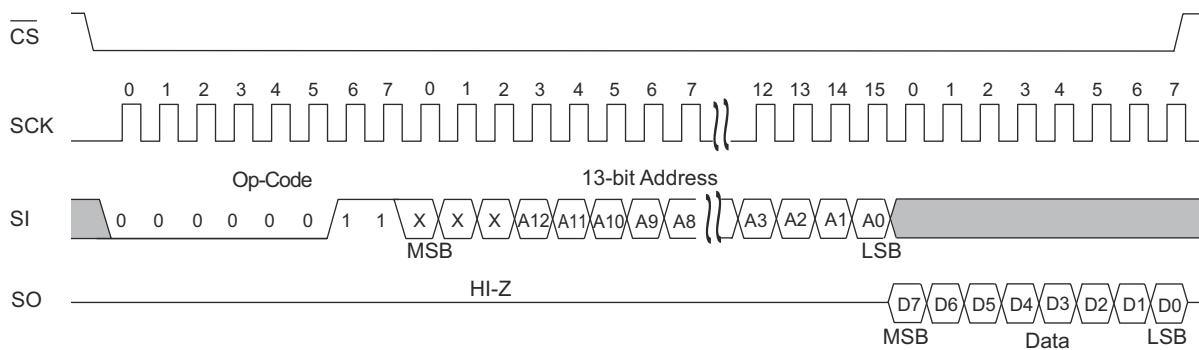 CS
0 1 2 3 4 5 6 7 0 1 2 3 4 5 6 7 12 13 14 15 0 1 2 3 4 5 6 7
SCK
Op-Code 13-bit Address
SI 0 0 0 0 0 0 1 1 X X X A12 A11 A10 A9 A8 A3 A2 A1 A0
MSB LSB
HI-Z
SO D7 D6 D5 D4 D3 D2 D1 D0
MSB Data LSB